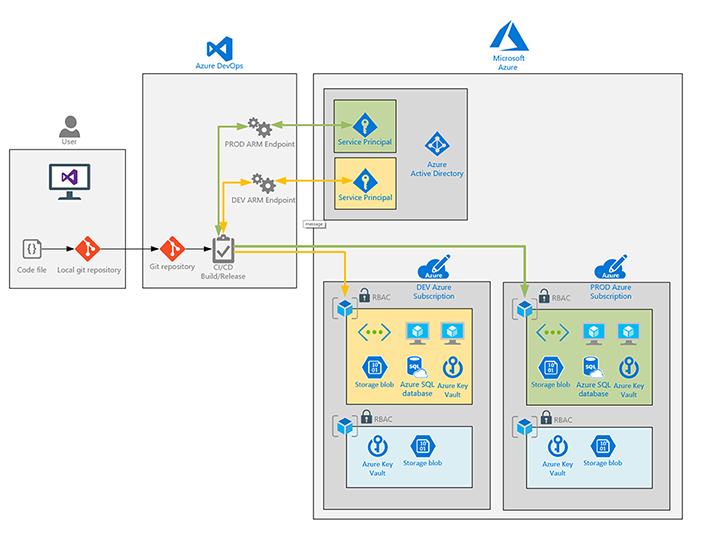 Azure DevOps
Microsoft
Azure
User
Code file
Local git repository
Git repository
CI/CD
Build/Release
PROD ARM Endpoint
DEV ARM Endpoint
Service Principal
Service Principal
Azure
Active Directory
message
Azure
DEV Azure
Subscription
RBAC
Storage blob
Azure SQL
database
Azure Key
Vault
RBAC
Azure Key
Vault
Storage blob
Azure
PROD Azure
Subscription
RBAC
Storage blob
Azure SQL
database
Azure Key
Vault
RBAC
Azure Key
Vault
Storage blob